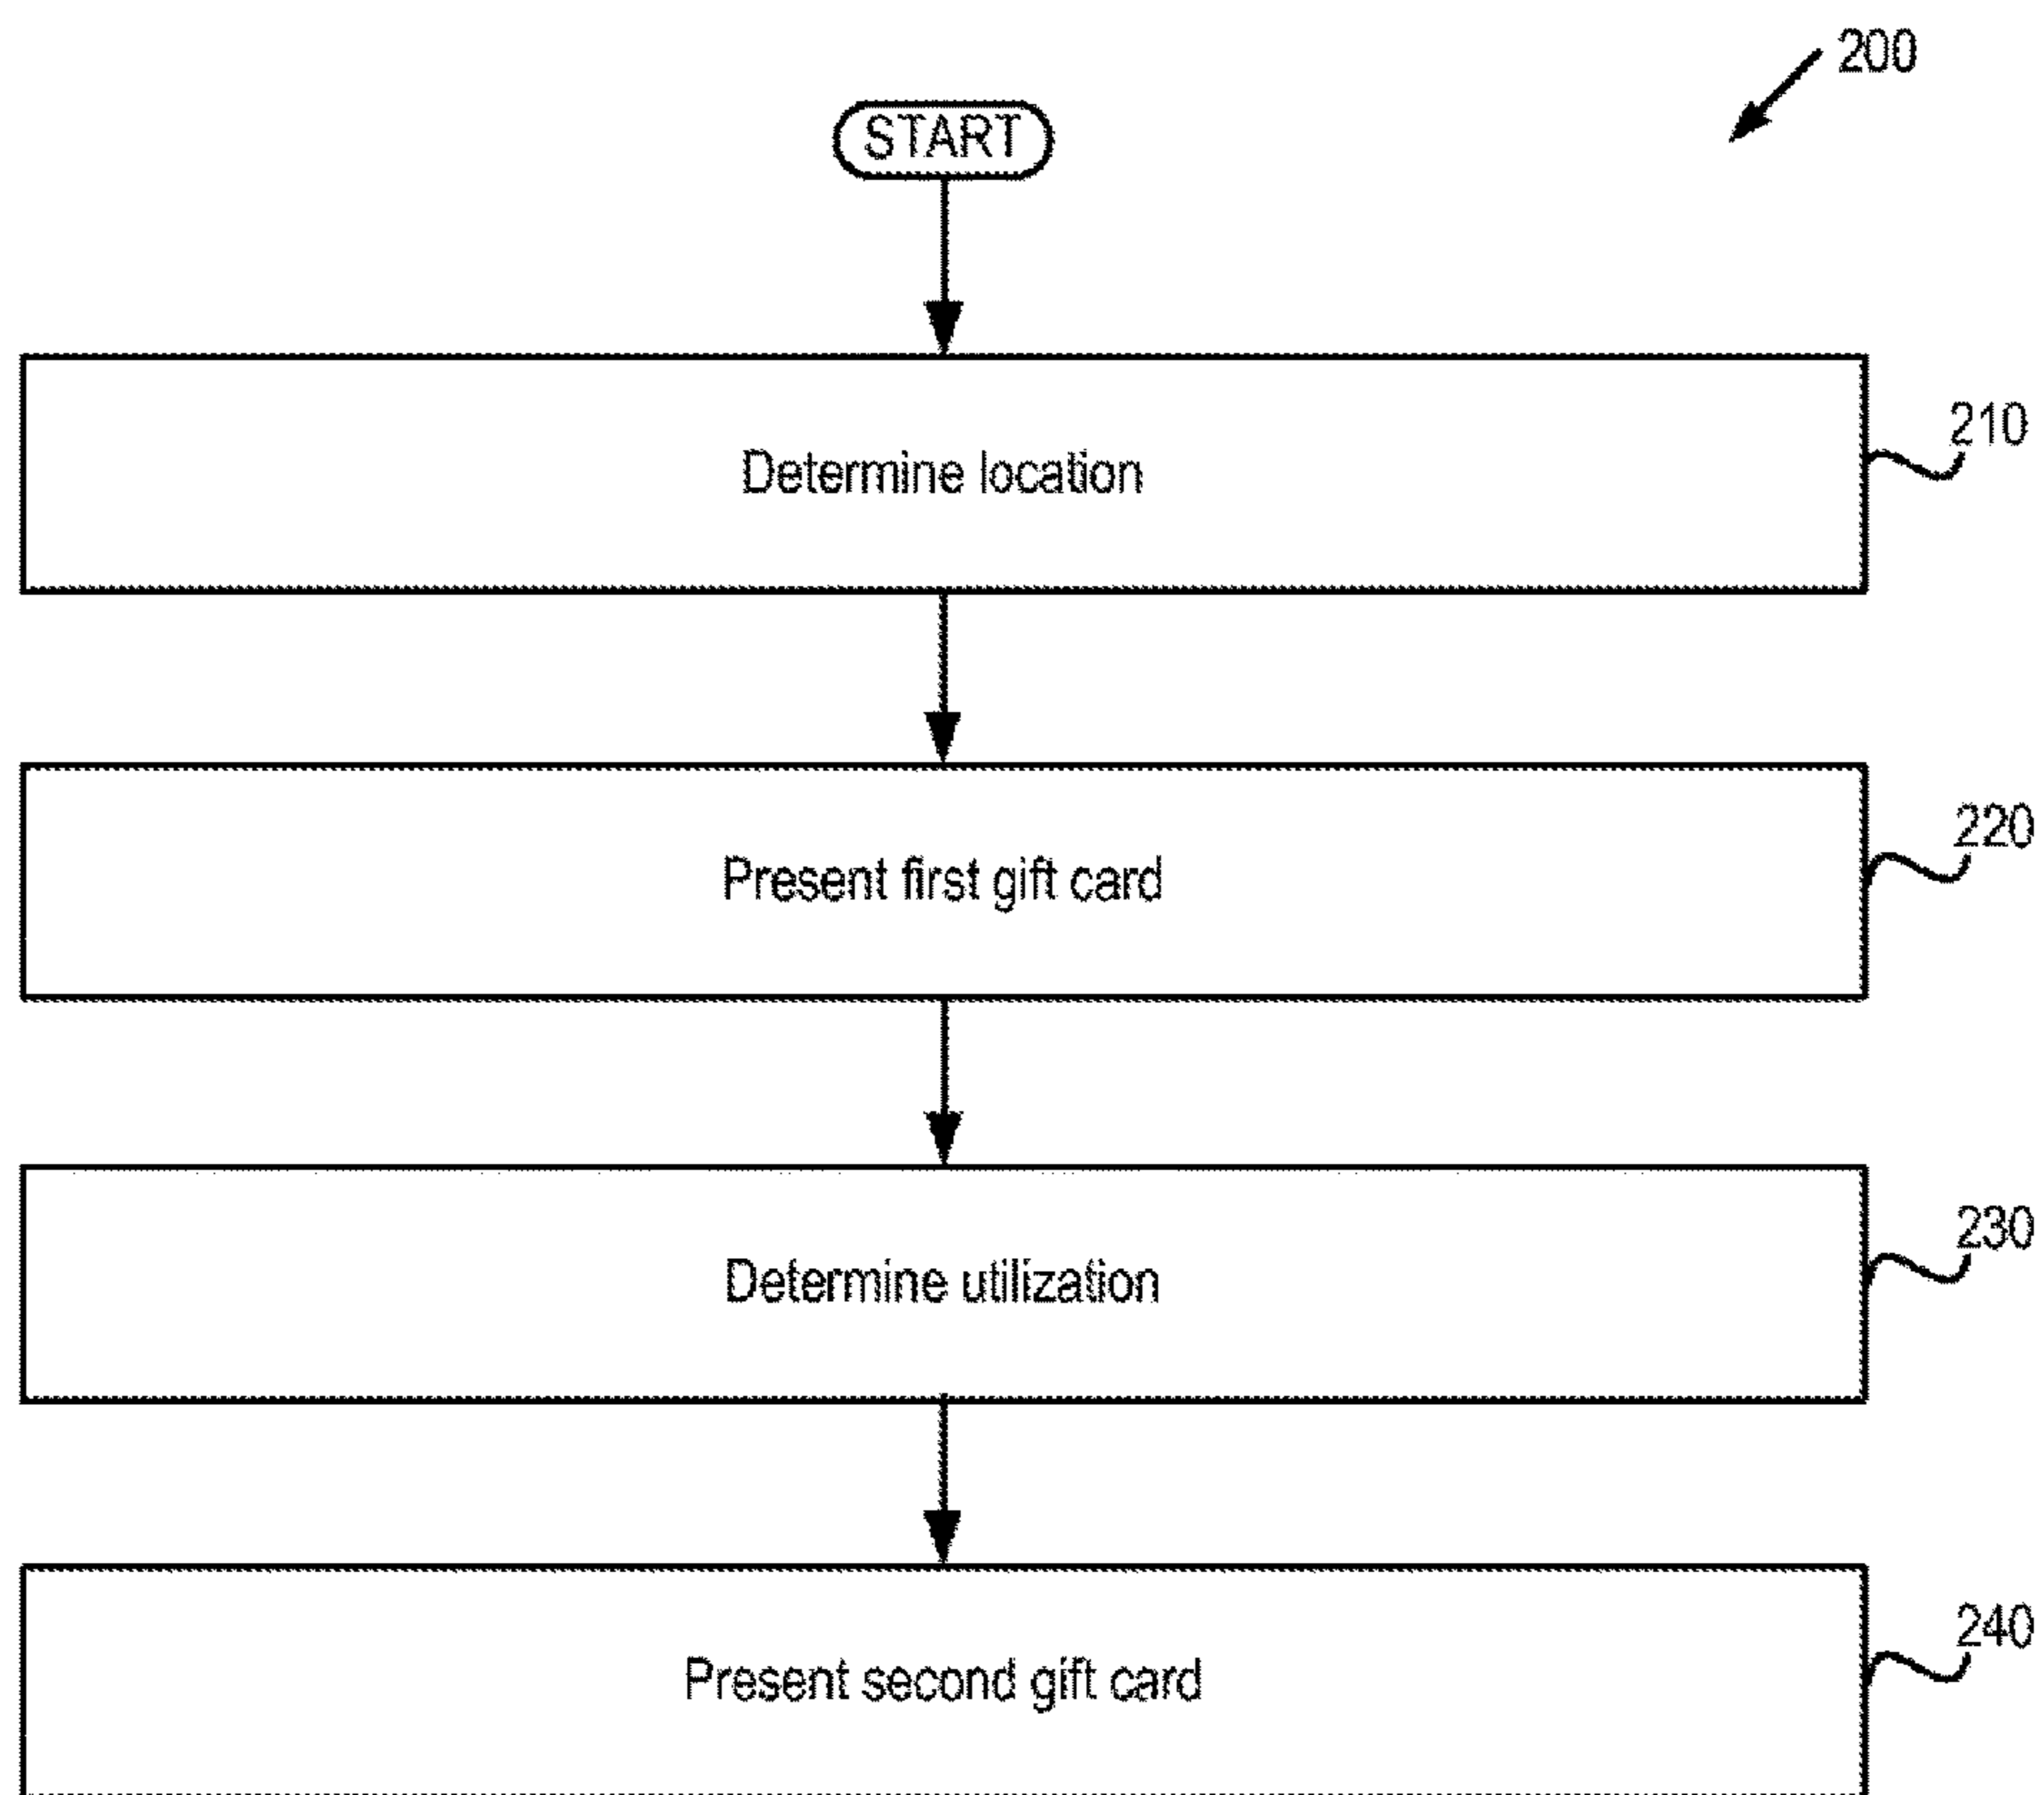 200
START
210
Determine location
220
Present first gift card
230
Determine utilization
240
Present second gift card